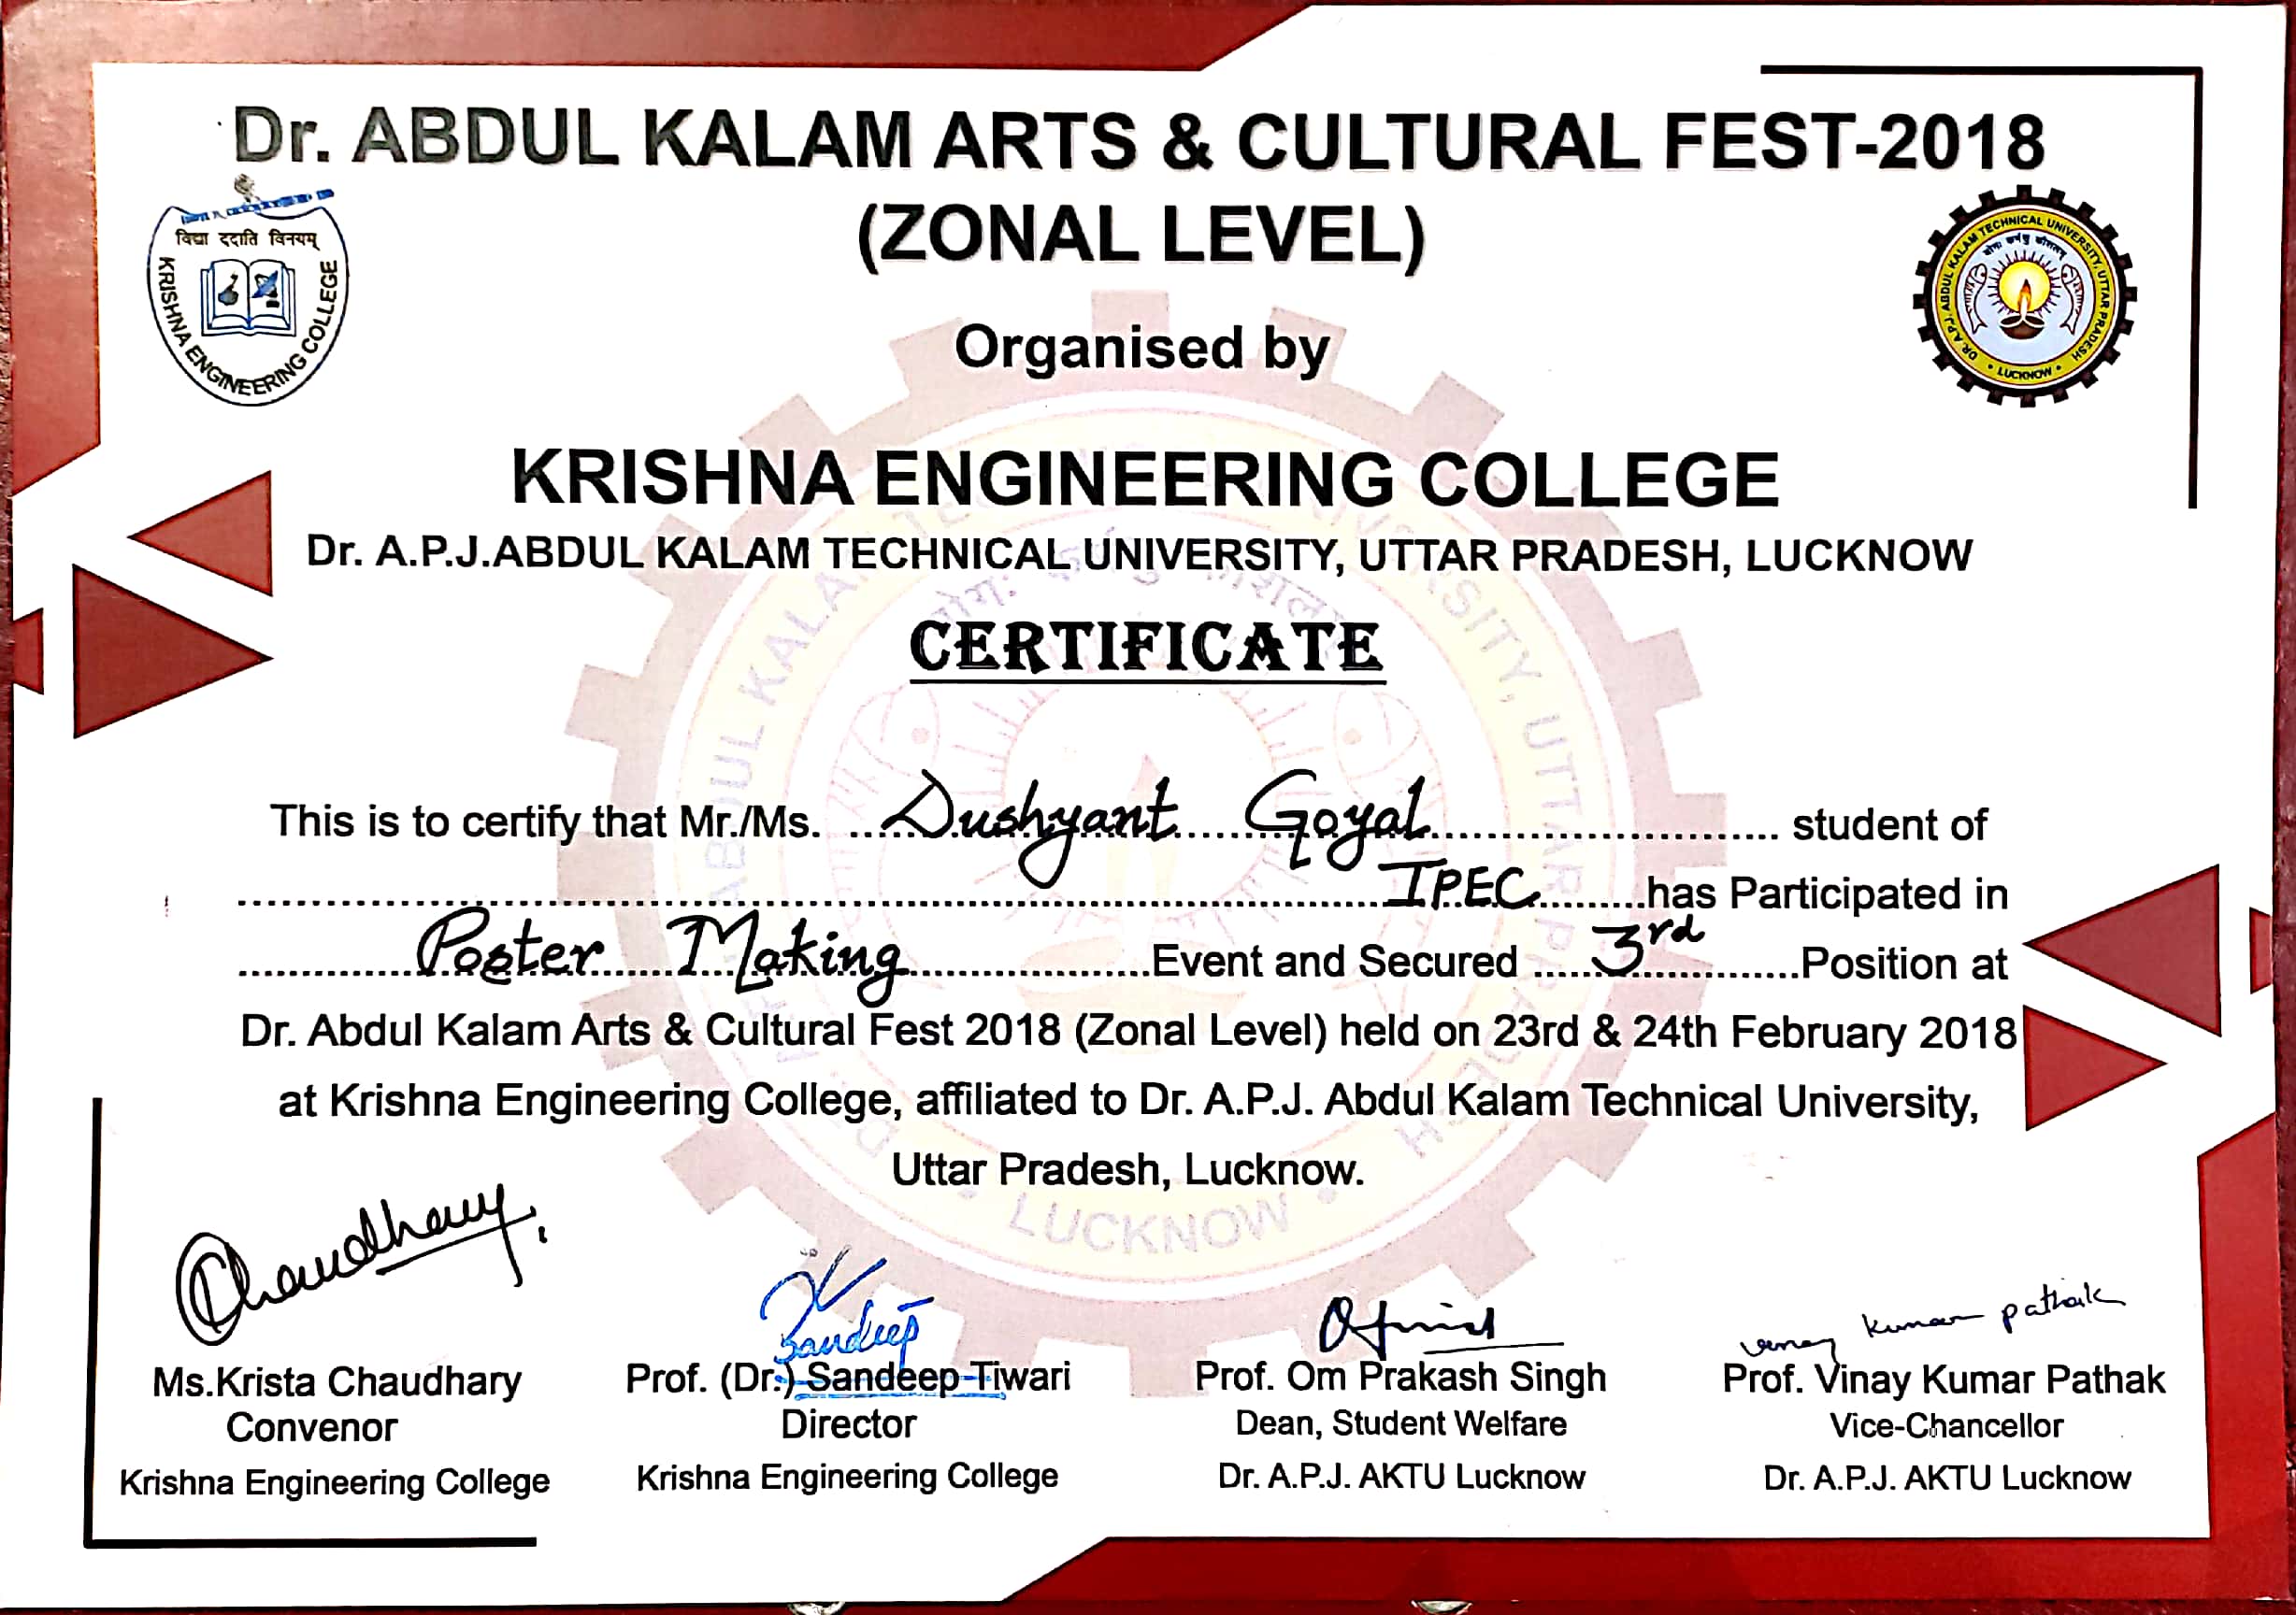 Dr. ABDUL KALAM ARTS & CULTURAL FEST-2018
(ZONAL LEVEL)
विद्या ददाति विनयम्
KRISHNA ENGINEERING COLLEGE
DR. A.P.J. ABDUL KALAM TECHNICAL UNIVERSITY, UTTAR PRADESH
• LUCKNOW •
Organised by
KRISHNA ENGINEERING COLLEGE
Dr. A.P.J.ABDUL KALAM TECHNICAL UNIVERSITY, UTTAR PRADESH, LUCKNOW
CERTIFICATE
This is to certify that Mr./Ms. Dushyant Goyal student of
IPEC has Participated in
Poster Making Event and Secured 3rd Position at
Dr. Abdul Kalam Arts & Cultural Fest 2018 (Zonal Level) held on 23rd & 24th February 2018
at Krishna Engineering College, affiliated to Dr. A.P.J. Abdul Kalam Technical University,
Uttar Pradesh, Lucknow.
LUCKNOW
Chaudhary
Sandeep
Vinay Kumar Pathak
Ms.Krista Chaudhary
Convenor
Krishna Engineering College
Prof. (Dr.) Sandeep Tiwari
Director
Krishna Engineering College
Prof. Om Prakash Singh
Dean, Student Welfare
Dr. A.P.J. AKTU Lucknow
Prof. Vinay Kumar Pathak
Vice-Chancellor
Dr. A.P.J. AKTU Lucknow